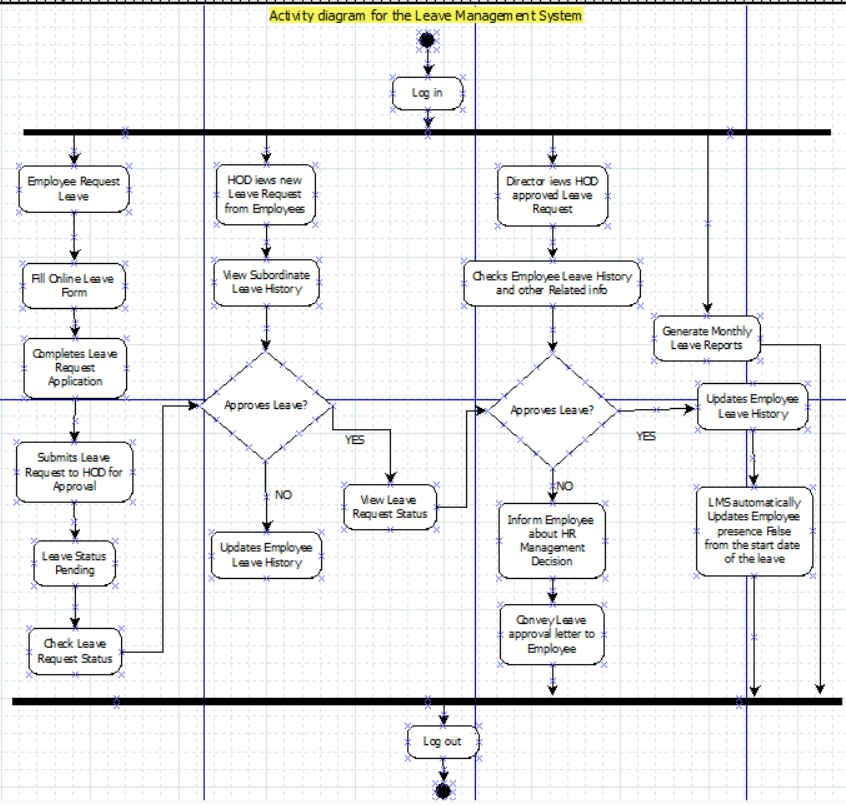 Activity diagram for the Leave Management System
Log in
Employee Request
Leave
Fill Online Leave
Form
Completes Leave
Request
Application
Submits Leave
Request to HOD for
Approval
Leave Status
Pending
Check Leave
Request Status
HOD iews new
Leave Request
from Employees
View Subordinate
Leave History
Approves Leave?
YES
NO
View Leave
Request Status
Updates Employee
Leave History
Director iews HOD
approved Leave
Request
Checks Employee Leave History
and other Related info
Approves Leave?
YES
NO
Inform Employee
about HR
Management
Decision
Convey Leave
approval letter to
Employee
Generate Monthly
Leave Reports
Updates Employee
Leave History
LMS automatically
Updates Employee
presence False
from the start date
of the leave
Log out